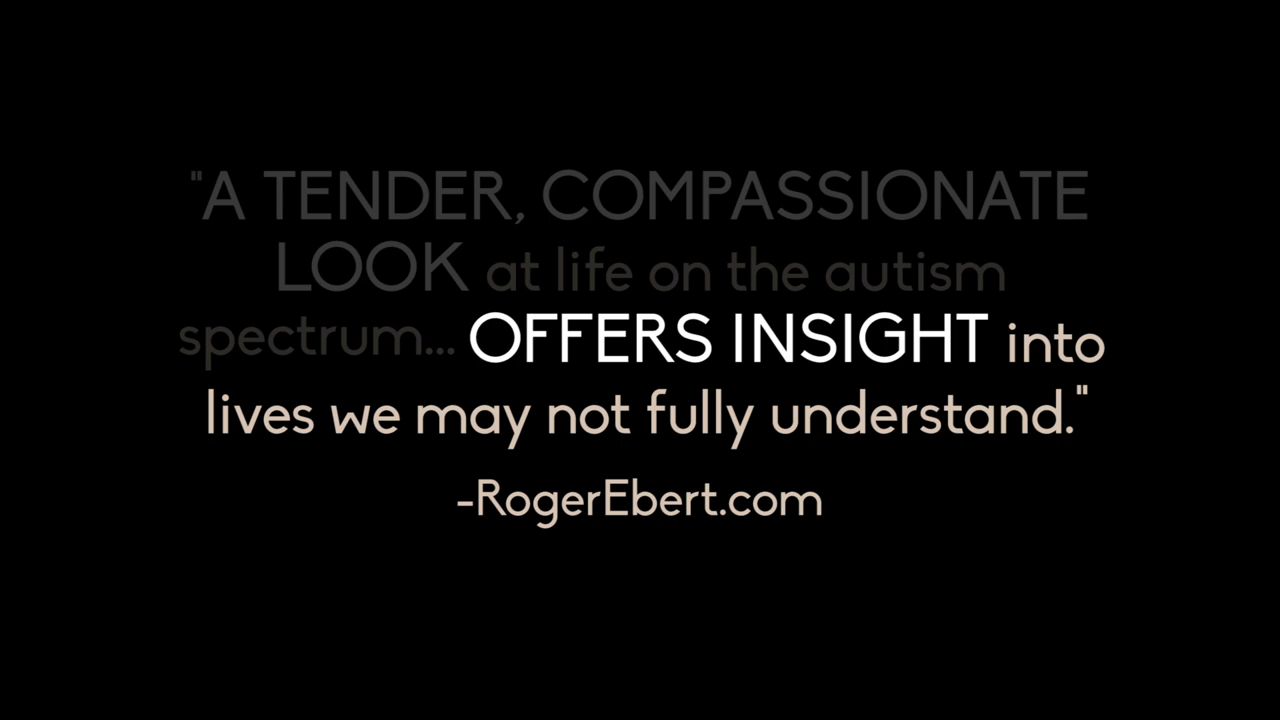 "A TENDER, COMPASSIONATE
LOOK at life on the autism
spectrum... OFFERS INSIGHT into
lives we may not fully understand."
-RogerEbert.com